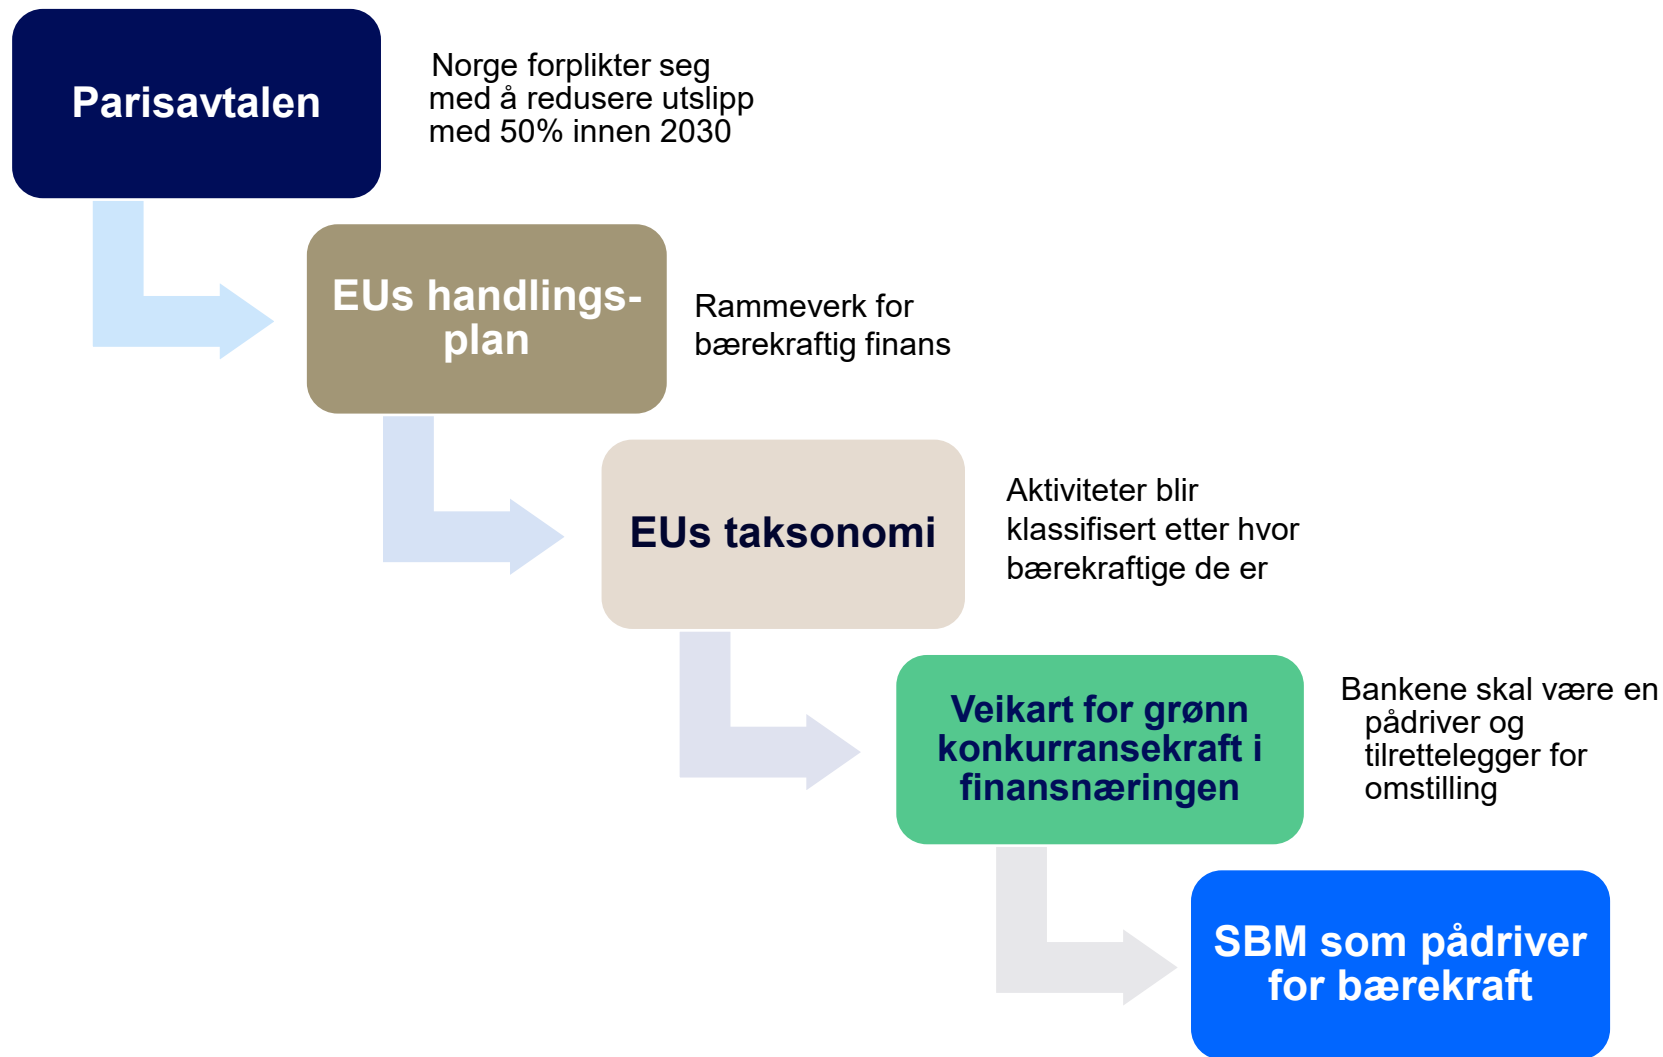 Parisavtalen
Norge forplikter seg
med å redusere utslipp
med 50% innen 2030
EUs handlings-
plan
Rammeverk for
bærekraftig finans
EUs taksonomi
Aktiviteter blir
klassifisert etter hvor
bærekraftige de er
Veikart for grønn
konkurransekraft i
finansnæringen
Bankene skal være en
pådriver og
tilrettelegger for
omstilling
SBM som pådriver
for bærekraft